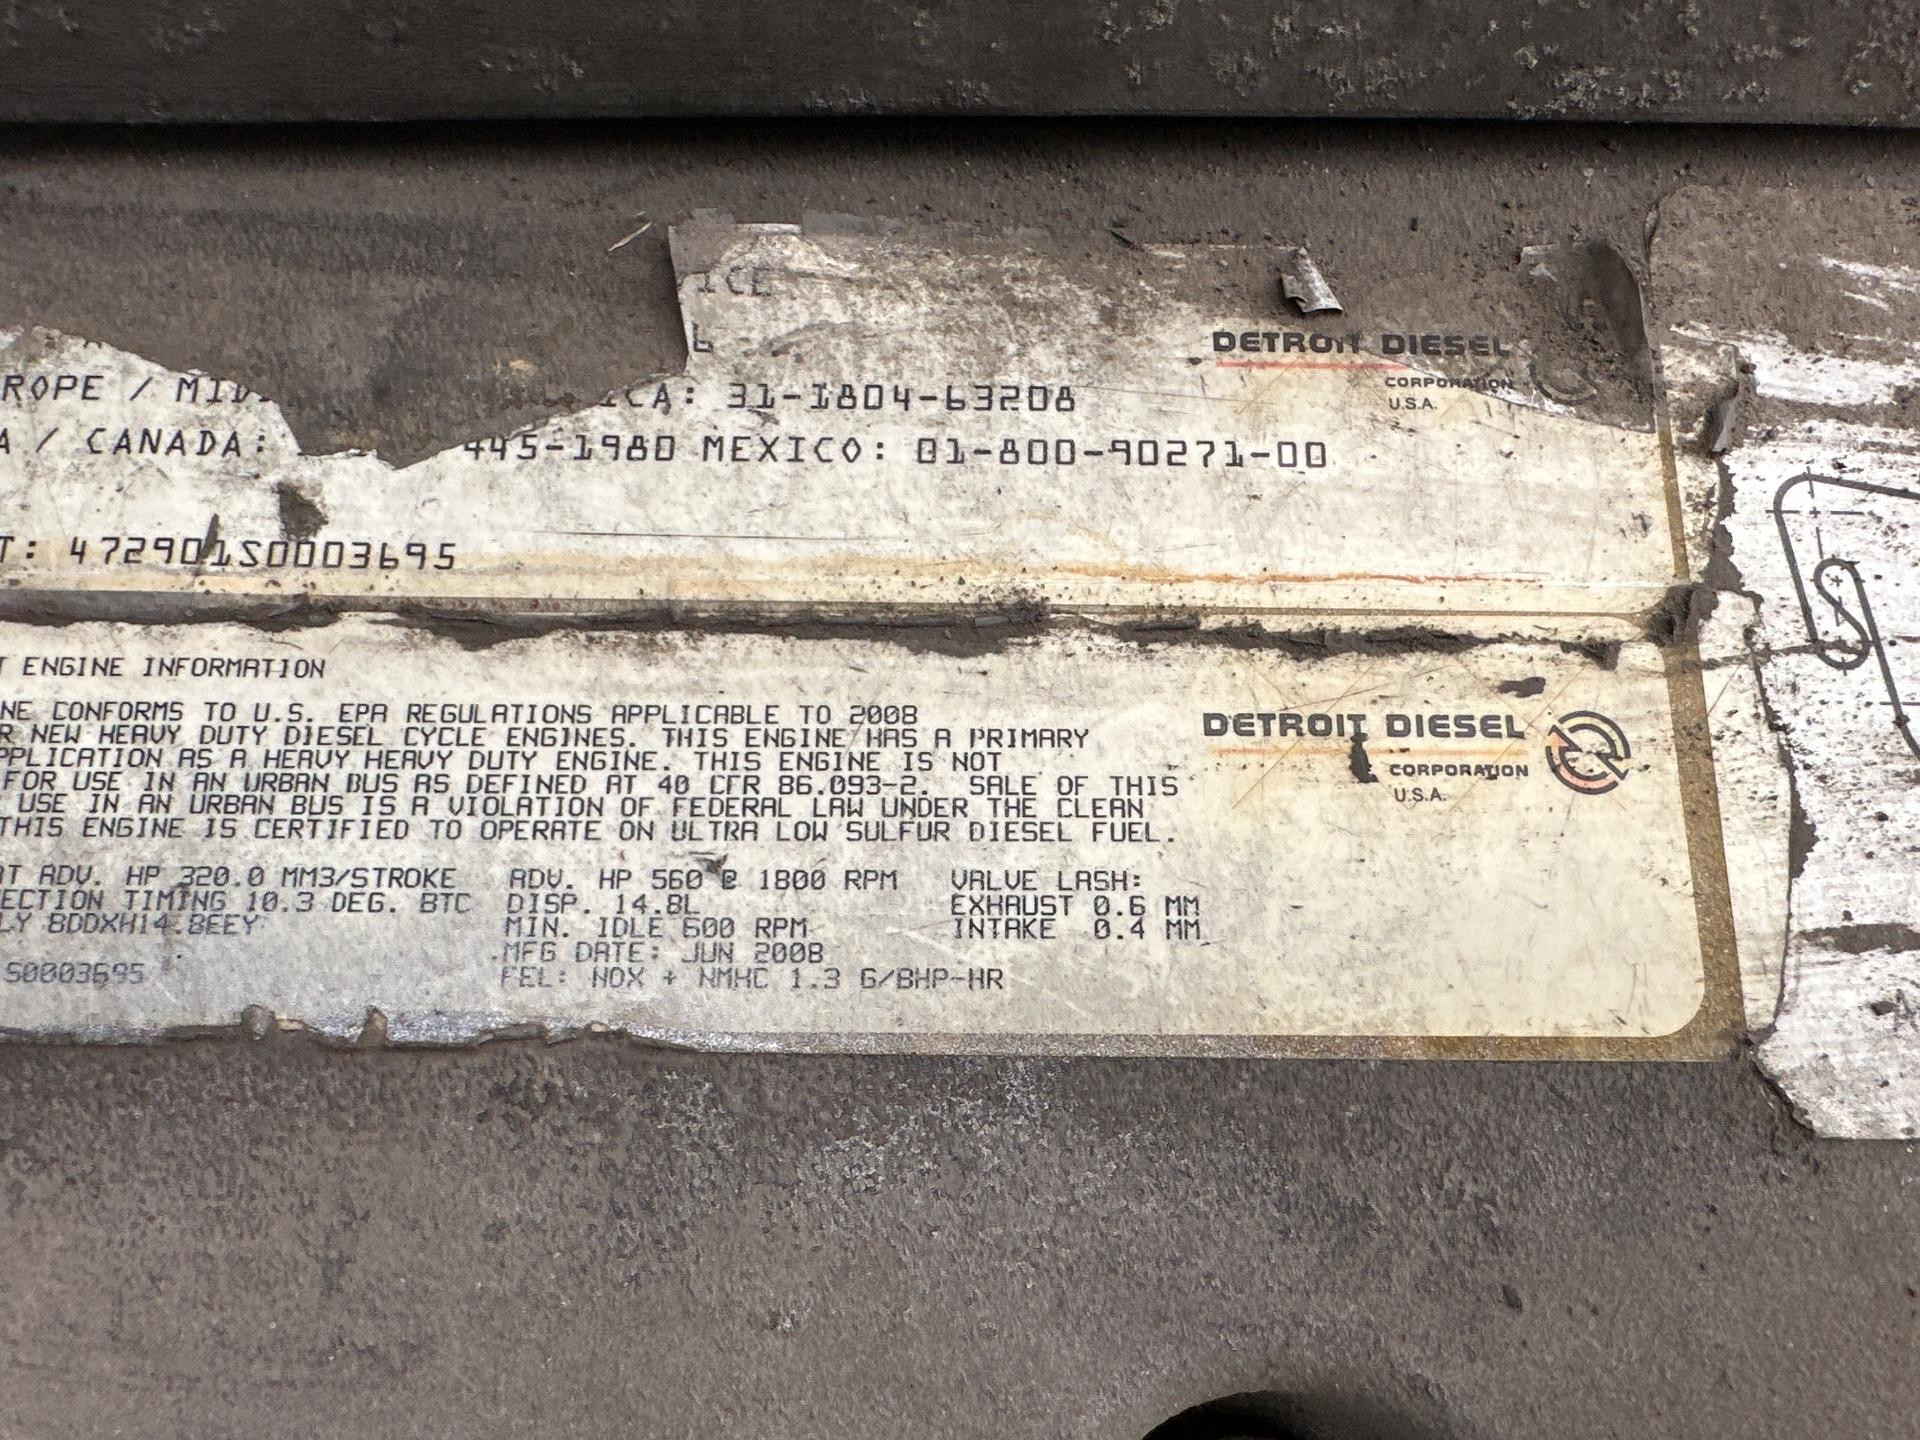 ICE
ROPE / MID ICA: 31-1804-63208
A / CANADA: 445-1980 MEXICO: 01-800-90271-00
T: 472901S0003695
DETROIT DIESEL
CORPORATION
U.S.A.
T ENGINE INFORMATION
NE CONFORMS TO U.S. EPA REGULATIONS APPLICABLE TO 2008
R NEW HEAVY DUTY DIESEL CYCLE ENGINES. THIS ENGINE HAS A PRIMARY
PPLICATION AS A HEAVY HEAVY DUTY ENGINE. THIS ENGINE IS NOT
FOR USE IN AN URBAN BUS AS DEFINED AT 40 CFR 86.093-2. SALE OF THIS
USE IN AN URBAN BUS IS A VIOLATION OF FEDERAL LAW UNDER THE CLEAN
THIS ENGINE IS CERTIFIED TO OPERATE ON ULTRA LOW SULFUR DIESEL FUEL.
DETROIT DIESEL
CORPORATION
U.S.A.
AT ADV. HP 320.0 MM3/STROKE ADV. HP 560 @ 1800 RPM VALVE LASH:
ECTION TIMING 10.3 DEG. BTC DISP. 14.8L EXHAUST 0.6 MM
LY 8DDXH14.8EEY MIN. IDLE 600 RPM INTAKE 0.4 MM
MFG DATE: JUN 2008
S0003695 FEL: NOX + NMHC 1.3 G/BHP-HR